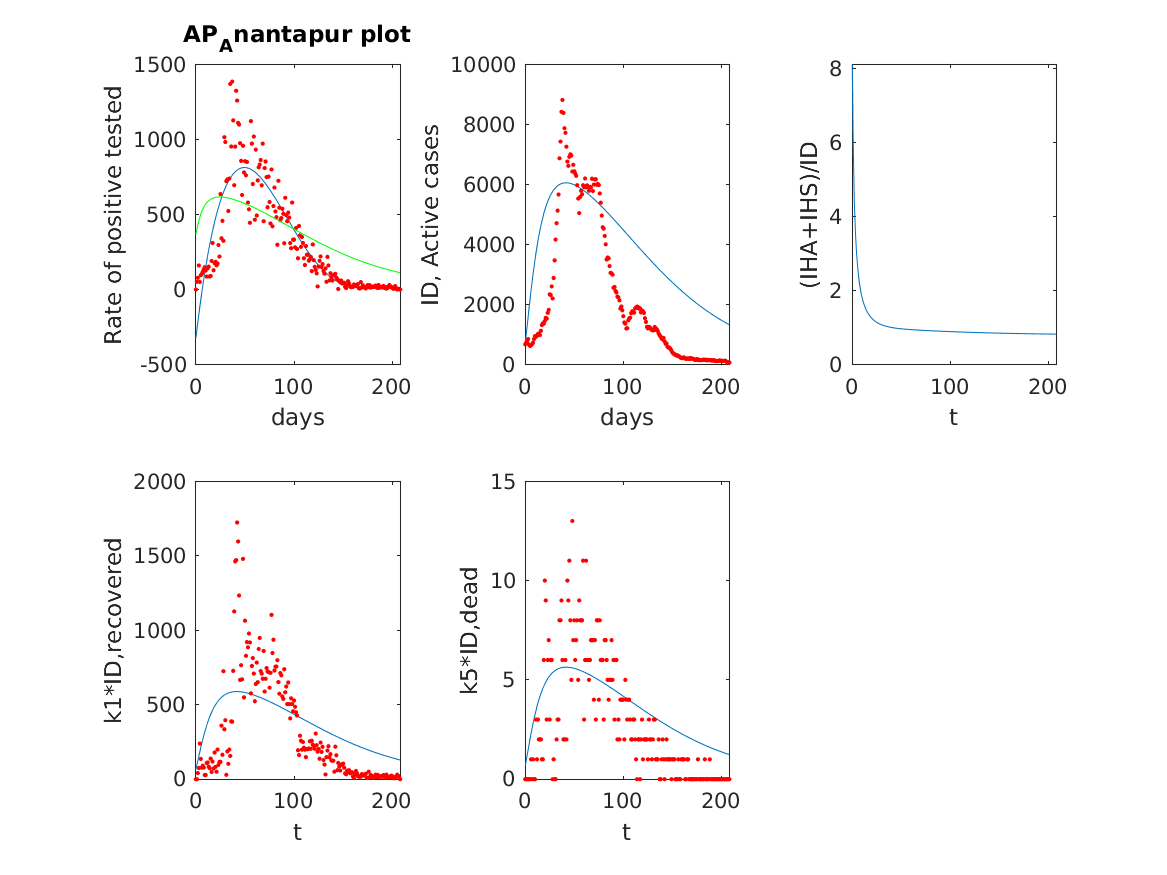 AP_Anantapur plot
1500
1000
500
0
-500
Rate of positive tested
0 100 200
days
10000
8000
6000
4000
2000
0
ID, Active cases
0 100 200
days
8
6
4
2
0
(IHA+IHS)/ID
0 100 200
t
2000
1500
1000
500
0
k1*ID,recovered
0 100 200
t
15
10
5
0
k5*ID,dead
0 100 200
t